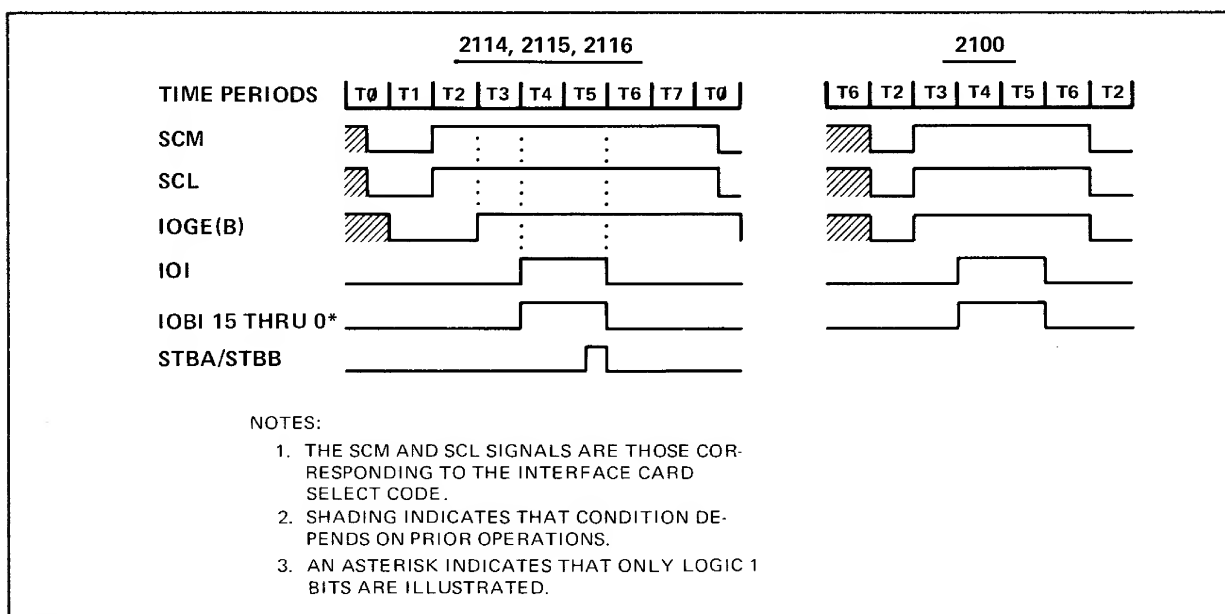 2114, 2115, 2116
2100
TIME PERIODS TØ T1 T2 T3 T4 T5 T6 T7 TØ T6 T2 T3 T4 T5 T6 T2
SCM
SCL
IOGE(B)
IOI
IOBI 15 THRU 0*
STBA/STBB
NOTES:
1. THE SCM AND SCL SIGNALS ARE THOSE COR-
RESPONDING TO THE INTERFACE CARD
SELECT CODE.
2. SHADING INDICATES THAT CONDITION DE-
PENDS ON PRIOR OPERATIONS.
3. AN ASTERISK INDICATES THAT ONLY LOGIC 1
BITS ARE ILLUSTRATED.